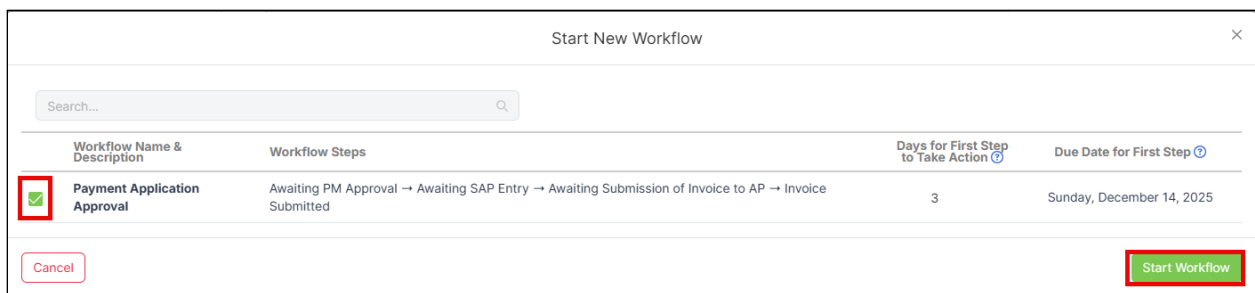 Start New Workflow
Search...
Workflow Name &
Description
Workflow Steps
Days for First Step
to Take Action
Due Date for First Step
Payment Application
Approval
Awaiting PM Approval → Awaiting SAP Entry → Awaiting Submission of Invoice to AP → Invoice
Submitted
3
Sunday, December 14, 2025
Cancel
Start Workflow